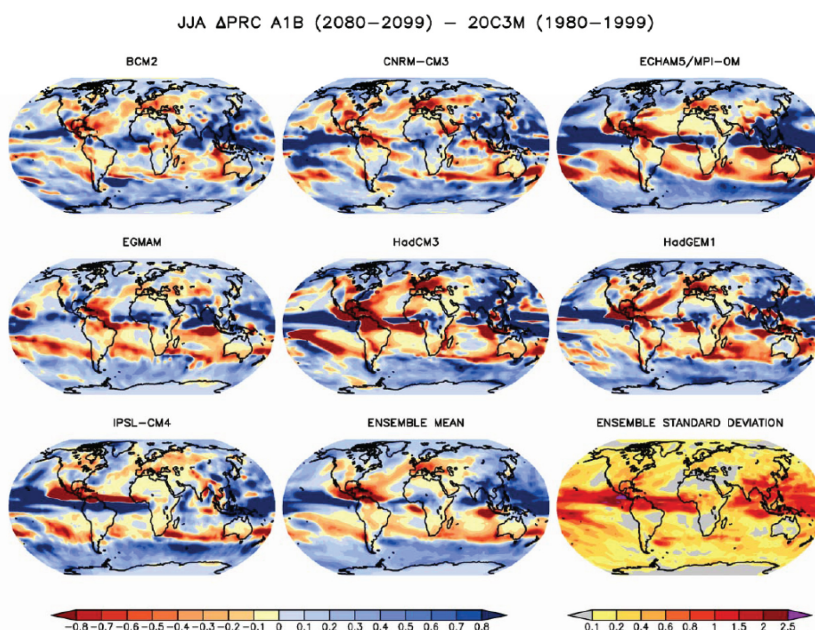 JJA ΔPRC A1B (2080−2099) − 20C3M (1980−1999)
BCM2
CNRM−CM3
ECHAM5/MPI−OM
EGMAM
HadCM3
HadGEM1
IPSL−CM4
ENSEMBLE MEAN
ENSEMBLE STANDARD DEVIATION
−0.8 −0.7 −0.6 −0.5 −0.4 −0.3 −0.2 −0.1 0 0.1 0.2 0.3 0.4 0.5 0.6 0.7 0.8
0.1 0.2 0.4 0.6 0.8 1 1.5 2 2.5